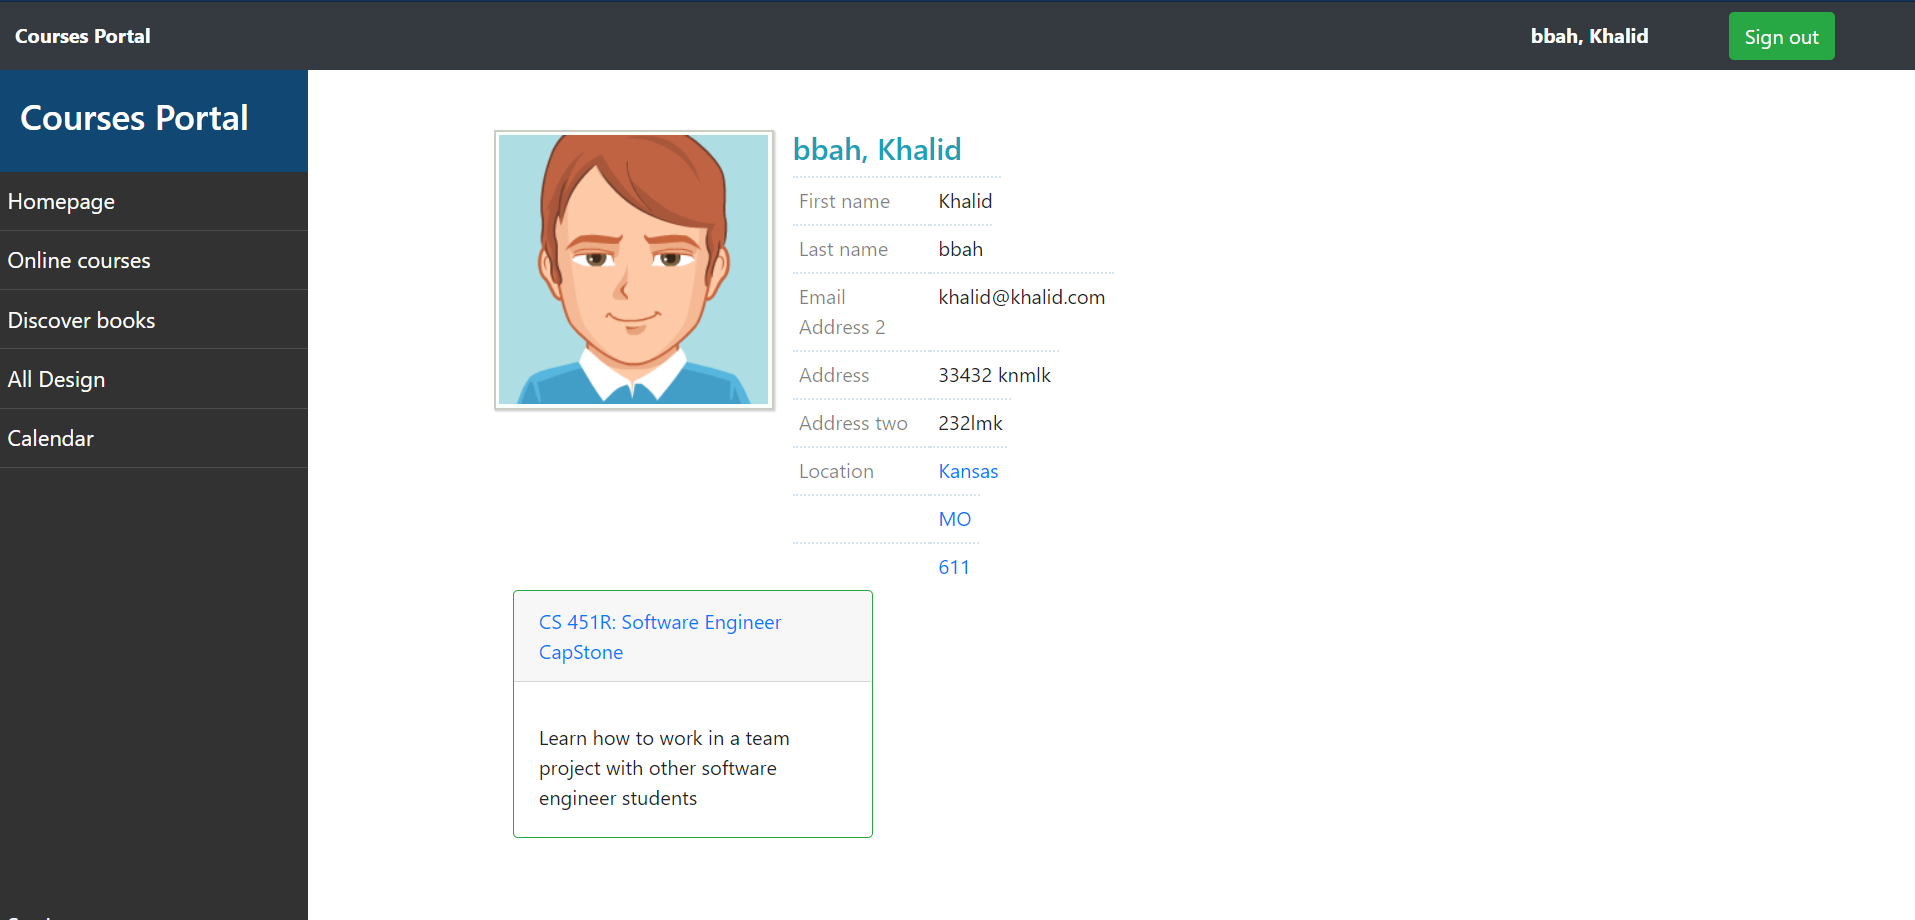 Courses Portal
bbah, Khalid
Sign out
Courses Portal
Homepage
Online courses
Discover books
All Design
Calendar
bbah, Khalid
First name Khalid
Last name bbah
Email khalid@khalid.com
Address 2
Address 33432 knmlk
Address two 232lmk
Location Kansas
MO
611
CS 451R: Software Engineer
CapStone
Learn how to work in a team
project with other software
engineer students